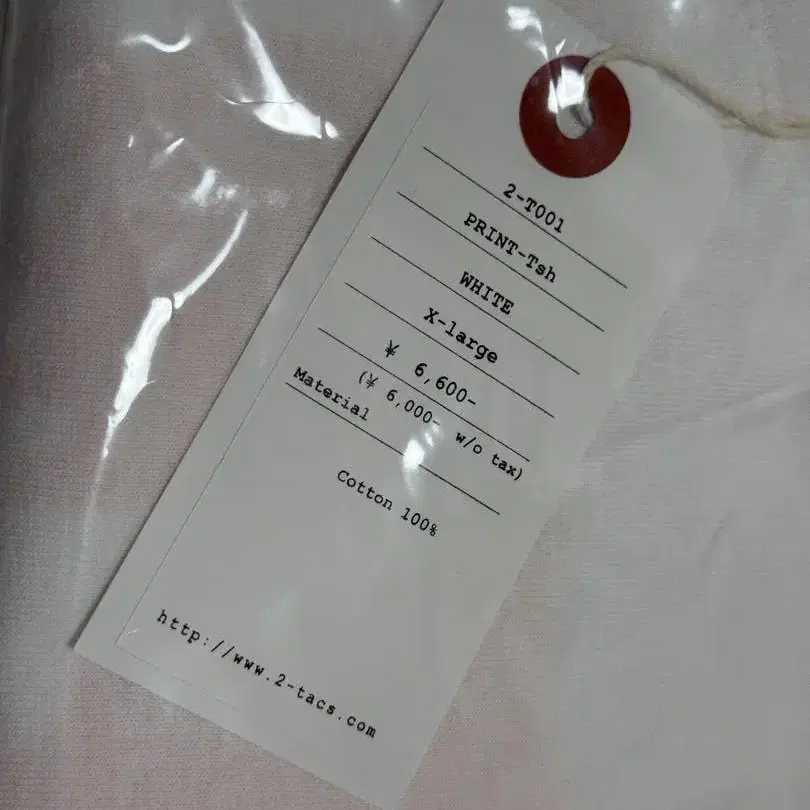 2-T001
PRINT-Tsh
WHITE
X-large
¥ 6,600-
(¥ 6,000- w/o tax)
Material
Cotton 100%
http://www.2-tacs.com